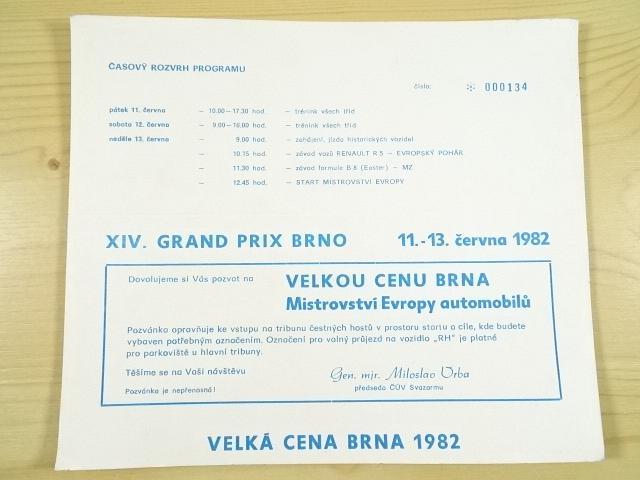 ČASOVÝ ROZVRH PROGRAMU
číslo: ※ 000134
pátek 11. června – 10.00–17.30 hod. – trénink všech tříd
sobota 12. června – 9.00–16.00 hod. – trénink všech tříd
neděle 13. června – 9.00 hod. – zahájení, jízda historických vozidel
– 10.15 hod. – závod vozů RENAULT R 5 – EVROPSKÝ POHÁR
– 11.30 hod. – závod formule B 8 (Easter) – MZ
– 12.45 hod. – START MISTROVSTVÍ EVROPY
XIV. GRAND PRIX BRNO 11.-13. června 1982
Dovolujeme si Vás pozvat na VELKOU CENU BRNA
Mistrovství Evropy automobilů
Pozvánka opravňuje ke vstupu na tribunu čestných hostů v prostoru startu a cíle, kde budete
vybaven potřebným označením. Označení pro volný průjezd na vozidlo „RH" je platné
pro parkoviště u hlavní tribuny.
Těšíme se na Vaši návštěvu Gen. mjr. Miloslav Vrba
předseda ČÚV Svazarmu
Pozvánka je nepřenosná!
VELKÁ CENA BRNA 1982